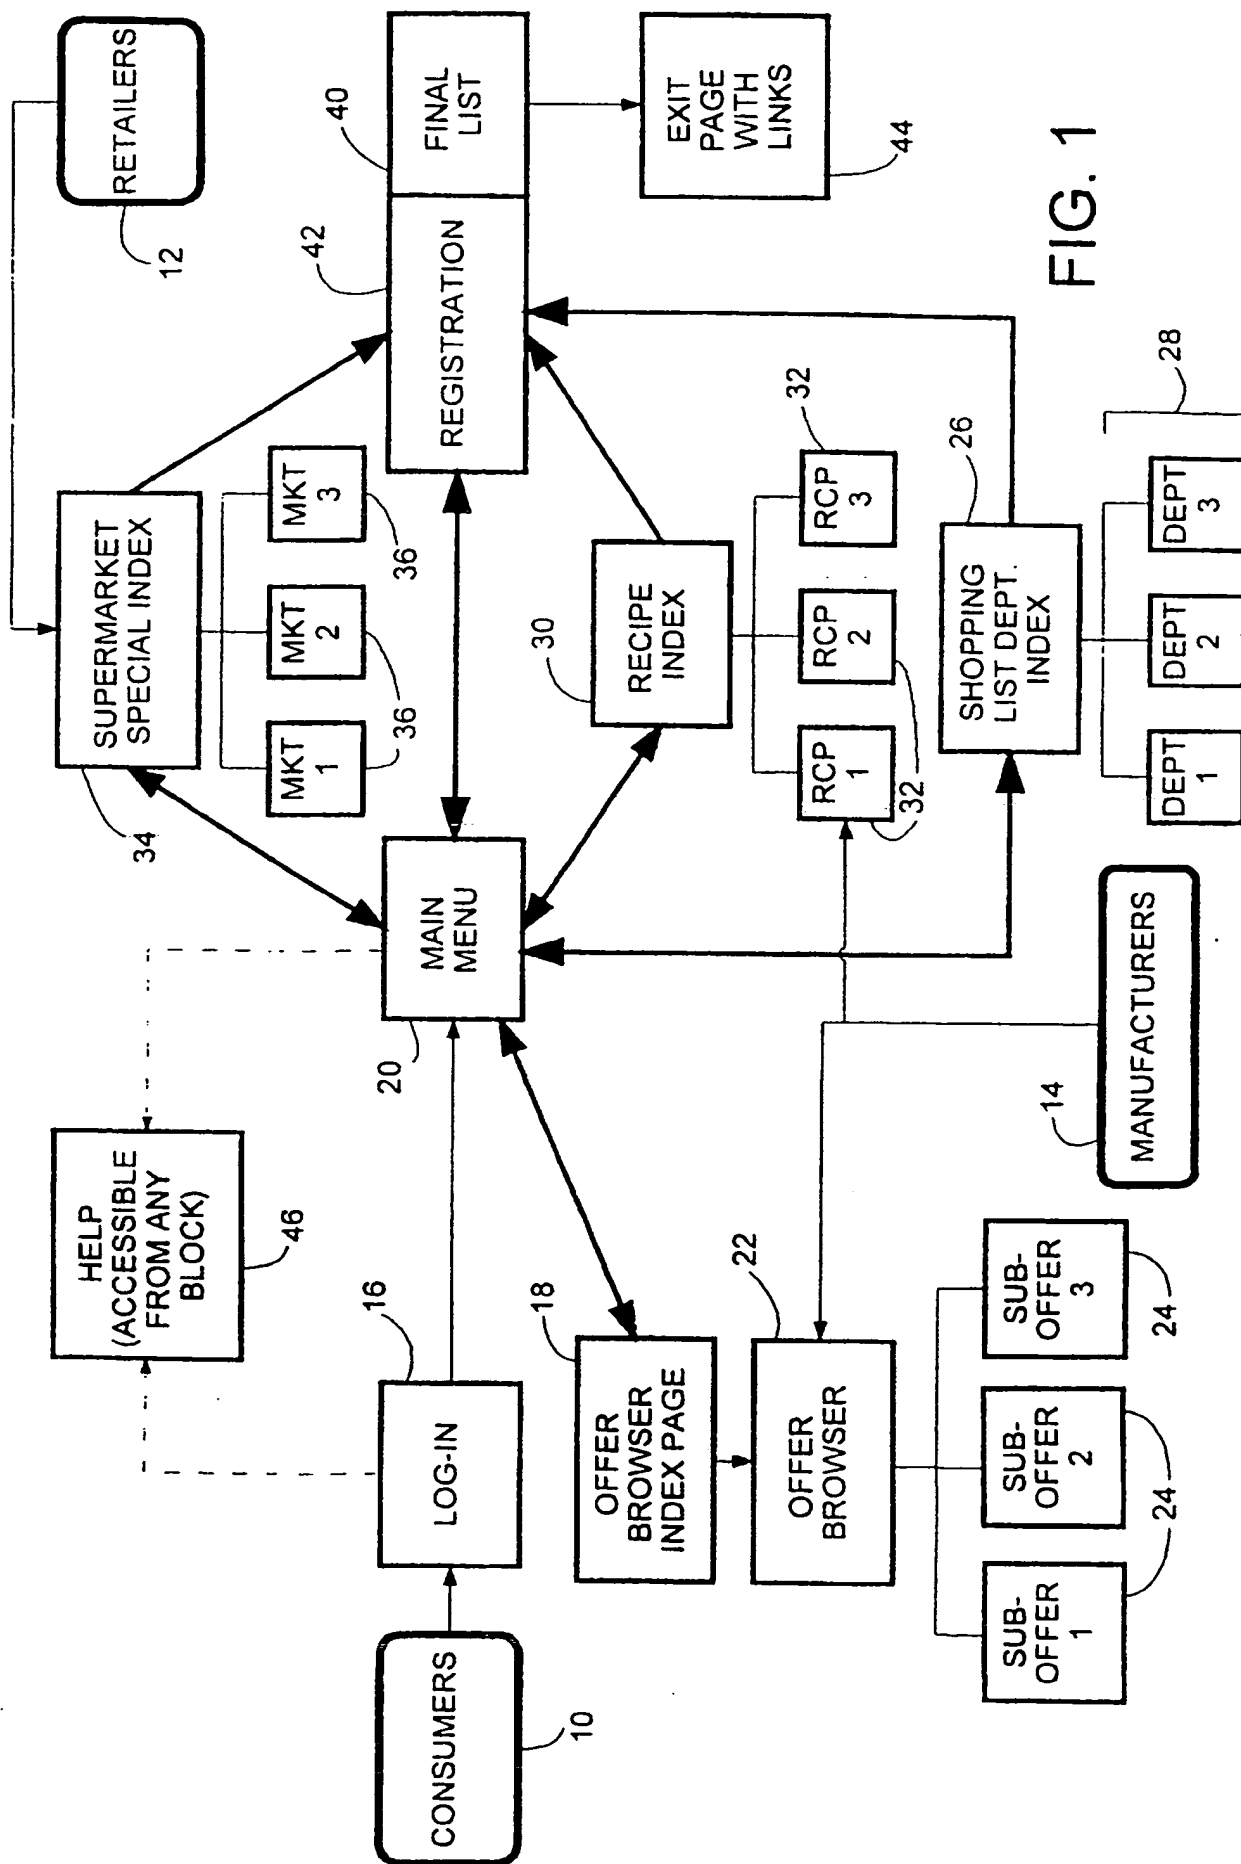 RETAILERS
12
SUPERMARKET
SPECIAL INDEX
34
MKT
1
MKT
2
MKT
3
36
36
HELP
(ACCESSIBLE
FROM ANY
BLOCK)
46
CONSUMERS
10
LOG-IN
16
MAIN
MENU
20
REGISTRATION
42
FINAL
LIST
40
EXIT
PAGE
WITH
LINKS
44
OFFER
BROWSER
INDEX PAGE
18
OFFER
BROWSER
22
SUB-
OFFER
1
SUB-
OFFER
2
SUB-
OFFER
3
24
24
RECIPE
INDEX
30
RCP
1
RCP
2
RCP
3
32
32
SHOPPING
LIST DEPT.
INDEX
26
DEPT
1
DEPT
2
DEPT
3
28
MANUFACTURERS
14
FIG. 1